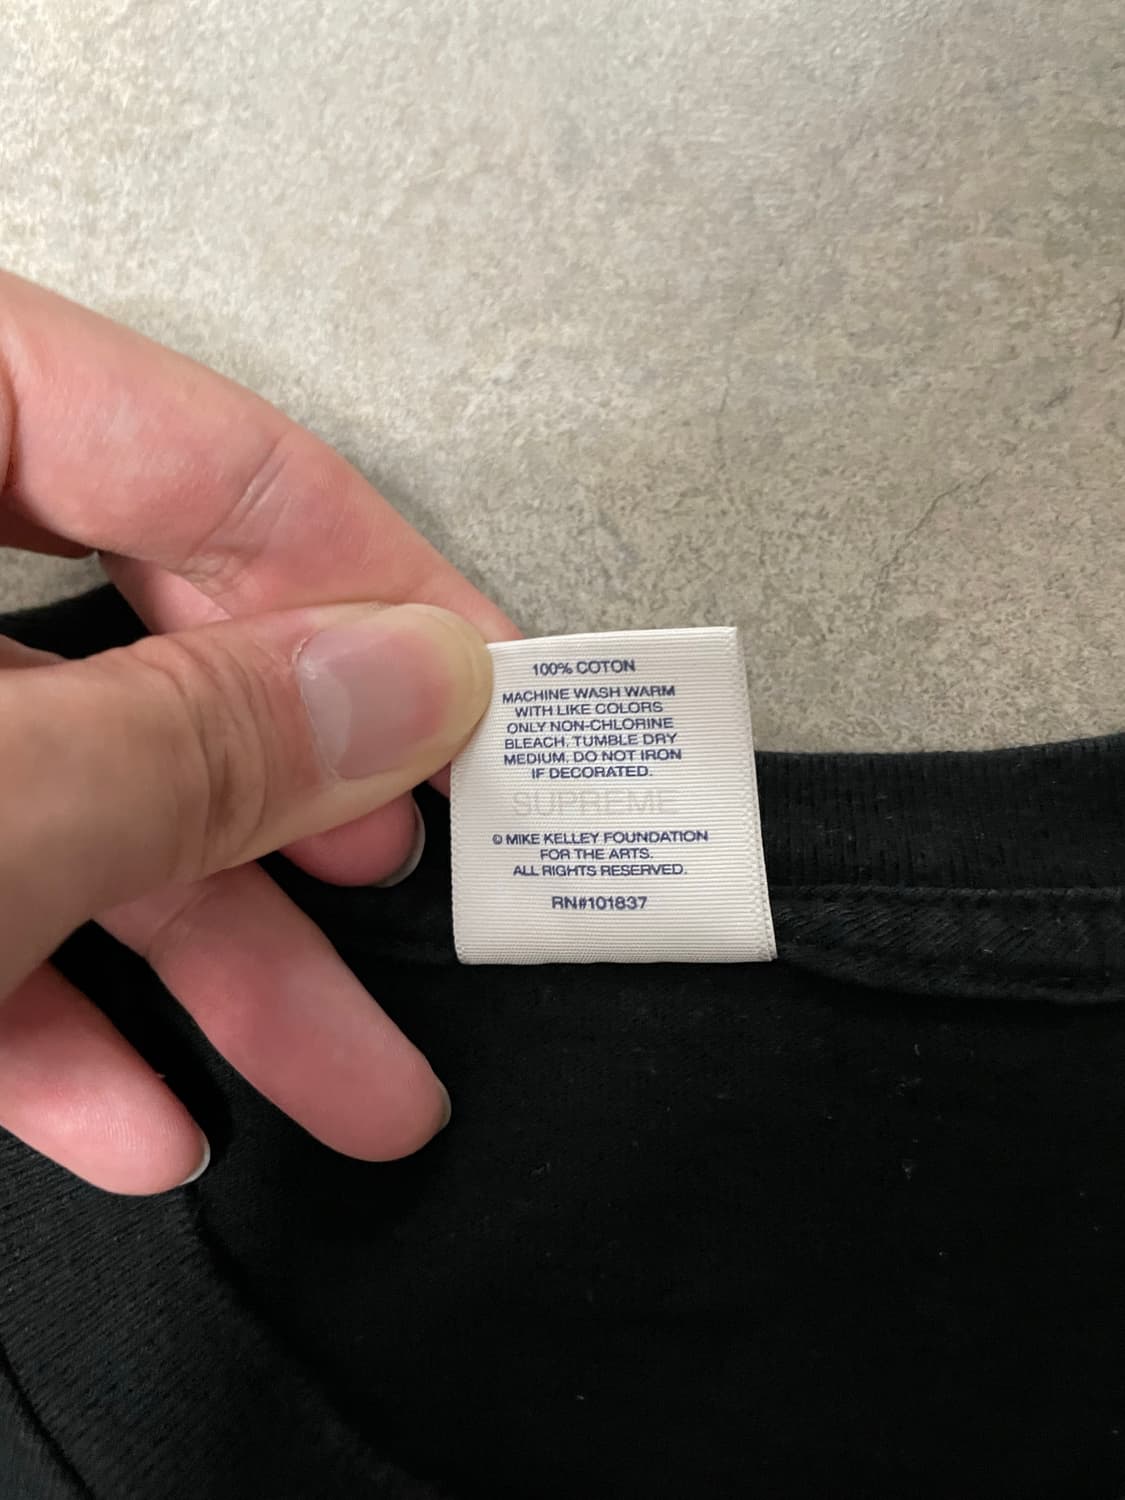 100% COTON
MACHINE WASH WARM
WITH LIKE COLORS
ONLY NON-CHLORINE
BLEACH. TUMBLE DRY
MEDIUM. DO NOT IRON
IF DECORATED.
SUPREME
© MIKE KELLEY FOUNDATION
FOR THE ARTS.
ALL RIGHTS RESERVED.
RN#101837